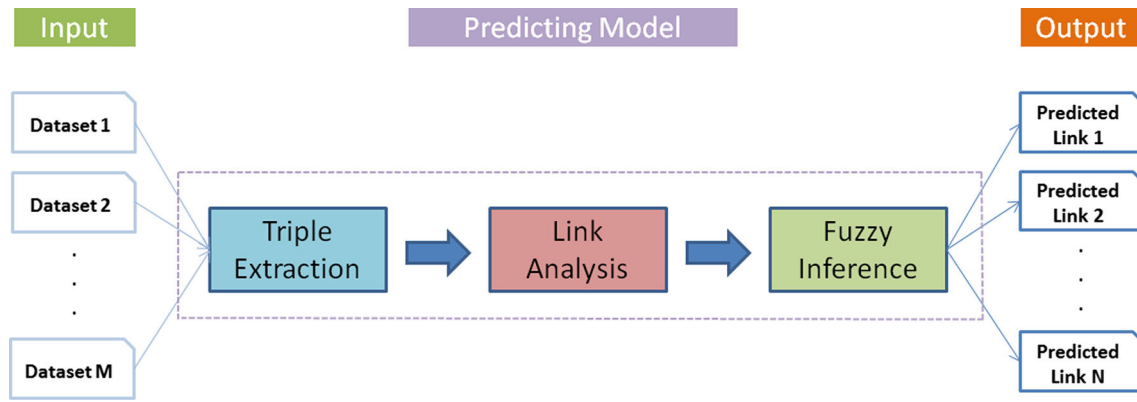 Input
Predicting Model
Output
Dataset 1
Dataset 2
.
.
.
Dataset M
Triple
Extraction
Link
Analysis
Fuzzy
Inference
Predicted
Link 1
Predicted
Link 2
.
.
.
Predicted
Link N